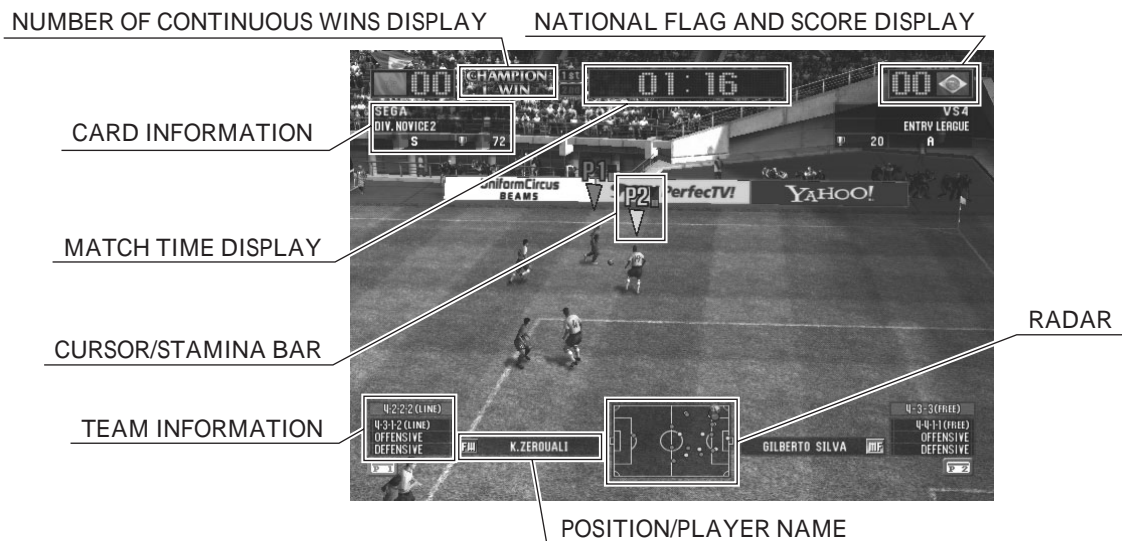 NUMBER OF CONTINUOUS WINS DISPLAY
NATIONAL FLAG AND SCORE DISPLAY
00
CHAMPION
1 WIN
1ST
01:16
00
CARD INFORMATION
SEGA
DIV. NOVICE2
S 72
VS4
ENTRY LEAGUE
20 A
P1
UniformCircus
BEAMS
P2
PerfecTV!
YAHOO!
MATCH TIME DISPLAY
CURSOR/STAMINA BAR
RADAR
TEAM INFORMATION
4-2-2-2(LINE)
4-3-1-2(LINE)
OFFENSIVE
DEFENSIVE
P 1
FW K.ZEROUALI
GILBERTO SILVA MF
4-3-3(FREE)
4-4-1-1(FREE)
OFFENSIVE
DEFENSIVE
P 2
POSITION/PLAYER NAME